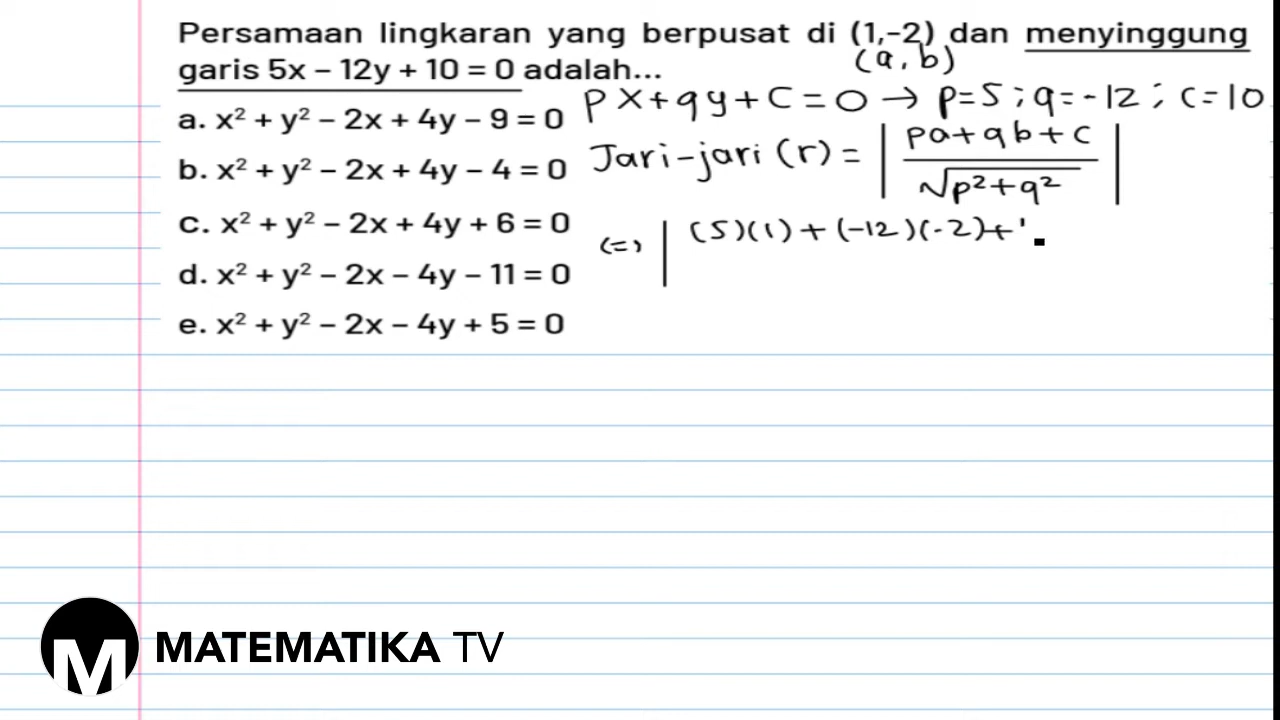 Persamaan lingkaran yang berpusat di (1,-2) dan menyinggung
(a, b)
garis 5x – 12y + 10 = 0 adalah...
px+qy+c=0 → p=5 ; q=-12 ; c=10
a. x² + y² – 2x + 4y – 9 = 0
Jari-jari (r) = | pa+qb+c / √p²+q² |
b. x² + y² – 2x + 4y – 4 = 0
c. x² + y² – 2x + 4y + 6 = 0
(=) | (5)(1) + (-12)(-2)+
d. x² + y² – 2x – 4y – 11 = 0
e. x² + y² – 2x – 4y + 5 = 0
M MATEMATIKA TV